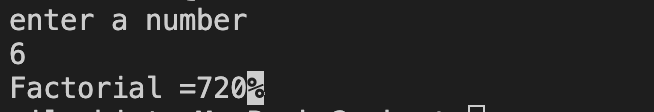 enter a number
6
Factorial =720%